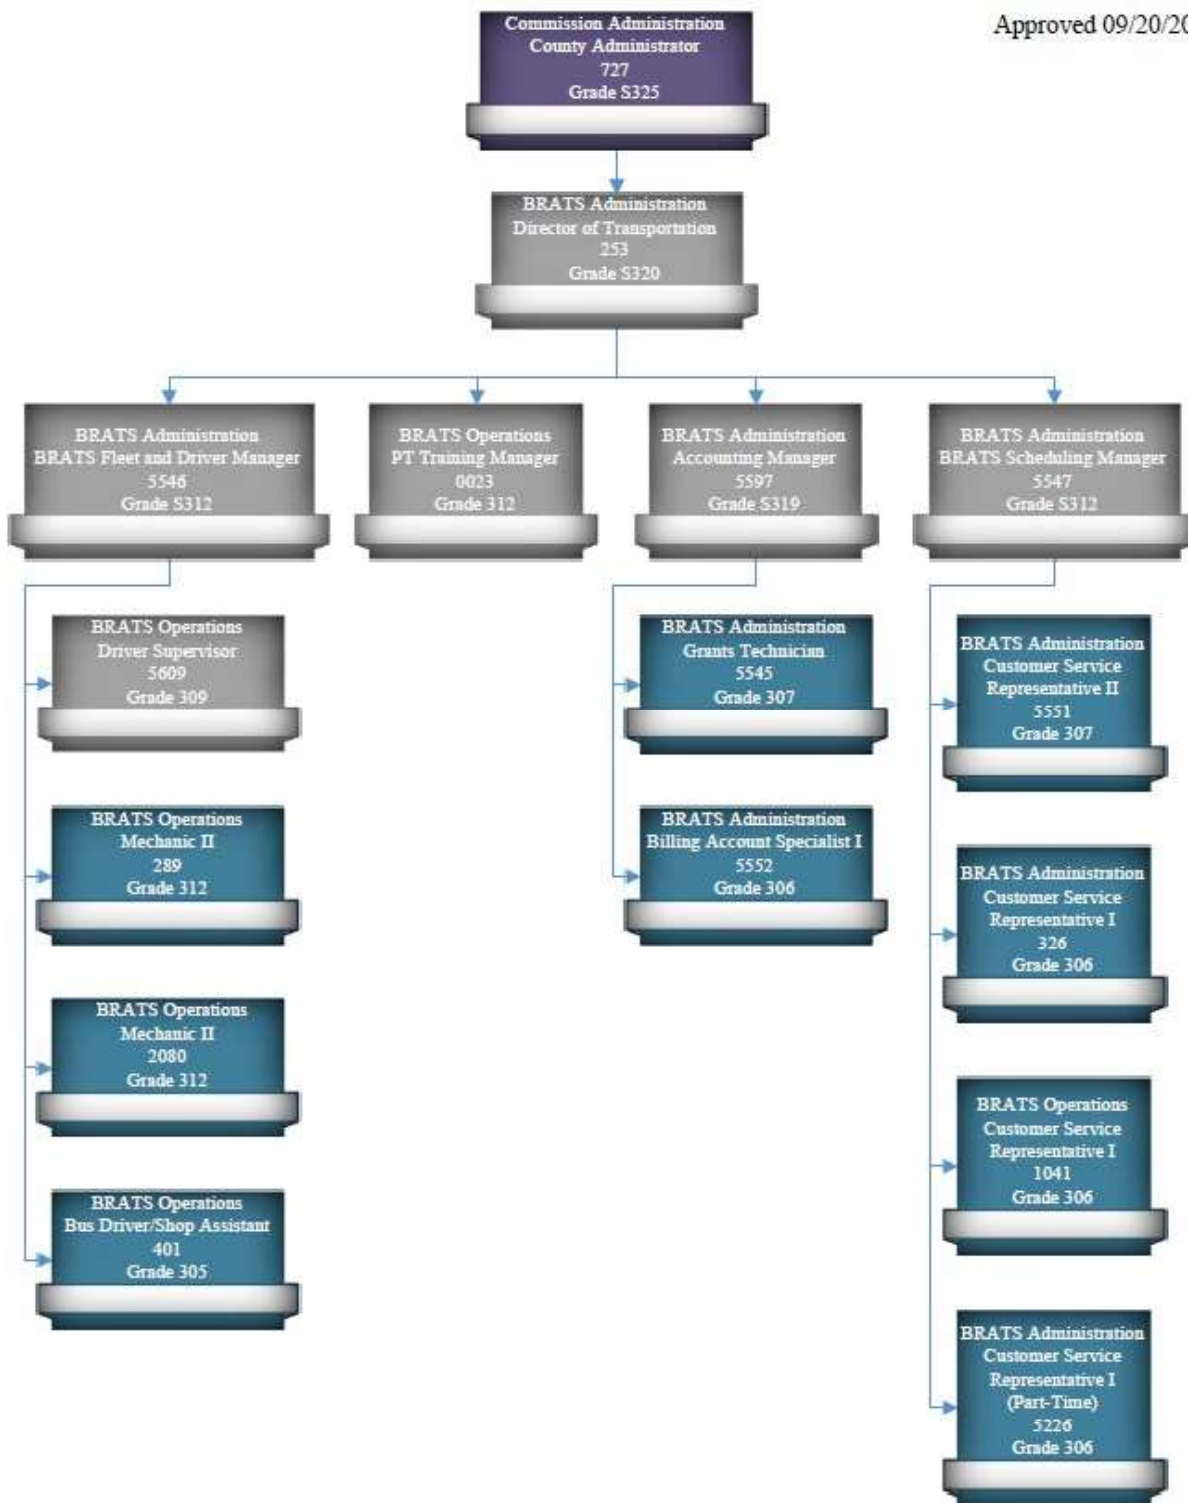 Approved 09/20/20
Commission Administration
County Administrator
727
Grade S325
BRATS Administration
Director of Transportation
253
Grade S320
BRATS Administration
BRATS Fleet and Driver Manager
5546
Grade S312
BRATS Operations
PT Training Manager
0023
Grade 312
BRATS Administration
Accounting Manager
5597
Grade S319
BRATS Administration
BRATS Scheduling Manager
5547
Grade S312
BRATS Operations
Driver Supervisor
5609
Grade 309
BRATS Operations
Mechanic II
289
Grade 312
BRATS Operations
Mechanic II
2080
Grade 312
BRATS Operations
Bus Driver/Shop Assistant
401
Grade 305
BRATS Administration
Grants Technician
5545
Grade 307
BRATS Administration
Billing Account Specialist I
5552
Grade 306
BRATS Administration
Customer Service
Representative II
5551
Grade 307
BRATS Administration
Customer Service
Representative I
326
Grade 306
BRATS Operations
Customer Service
Representative I
1041
Grade 306
BRATS Administration
Customer Service
Representative I
(Part-Time)
5226
Grade 306